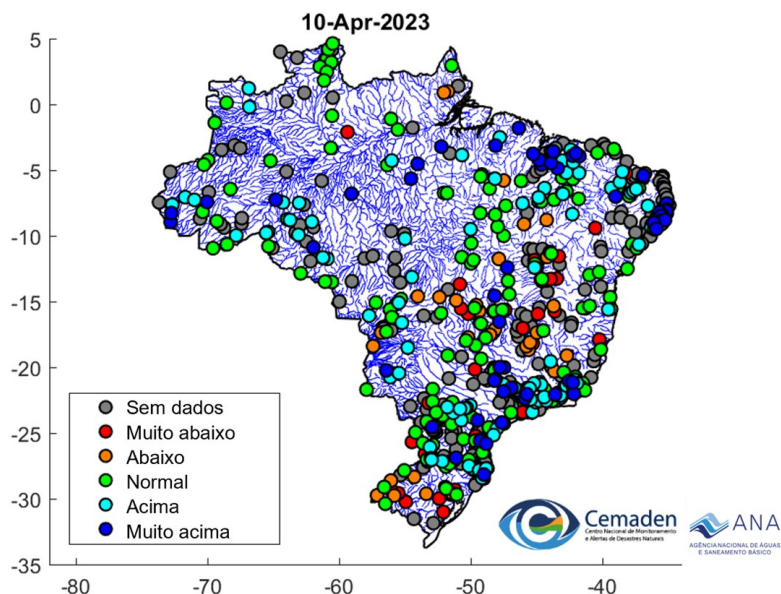 10-Apr-2023
5
0
-5
-10
-15
-20
-25
-30
-35
Sem dados
Muito abaixo
Abaixo
Normal
Acima
Muito acima
Cemaden
Centro Nacional de Monitoramento
e Alertas de Desastres Naturais
ANA
AGÊNCIA NACIONAL DE ÁGUAS
E SANEAMENTO BÁSICO
-80 -70 -60 -50 -40